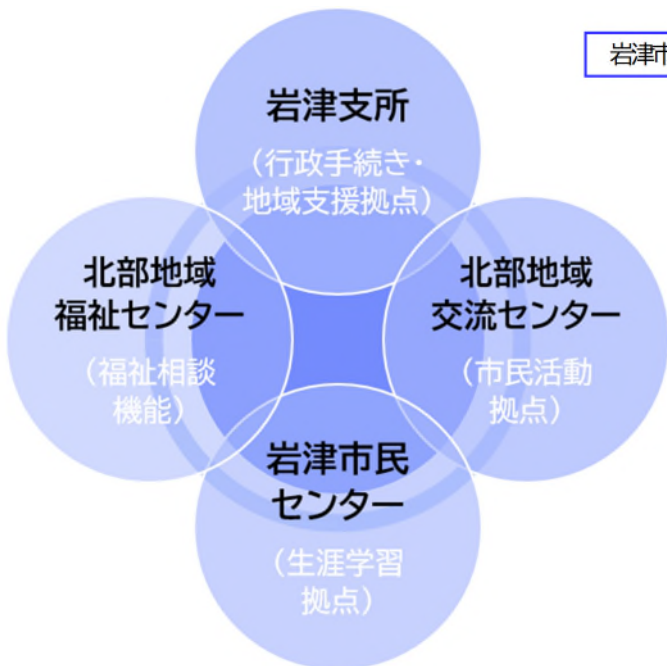 岩津市
岩津支所
（行政手続き・
地域支援拠点）
北部地域
福祉センター
（福祉相談
機能）
北部地域
交流センター
（市民活動
拠点）
岩津市民
センター
（生涯学習
拠点）